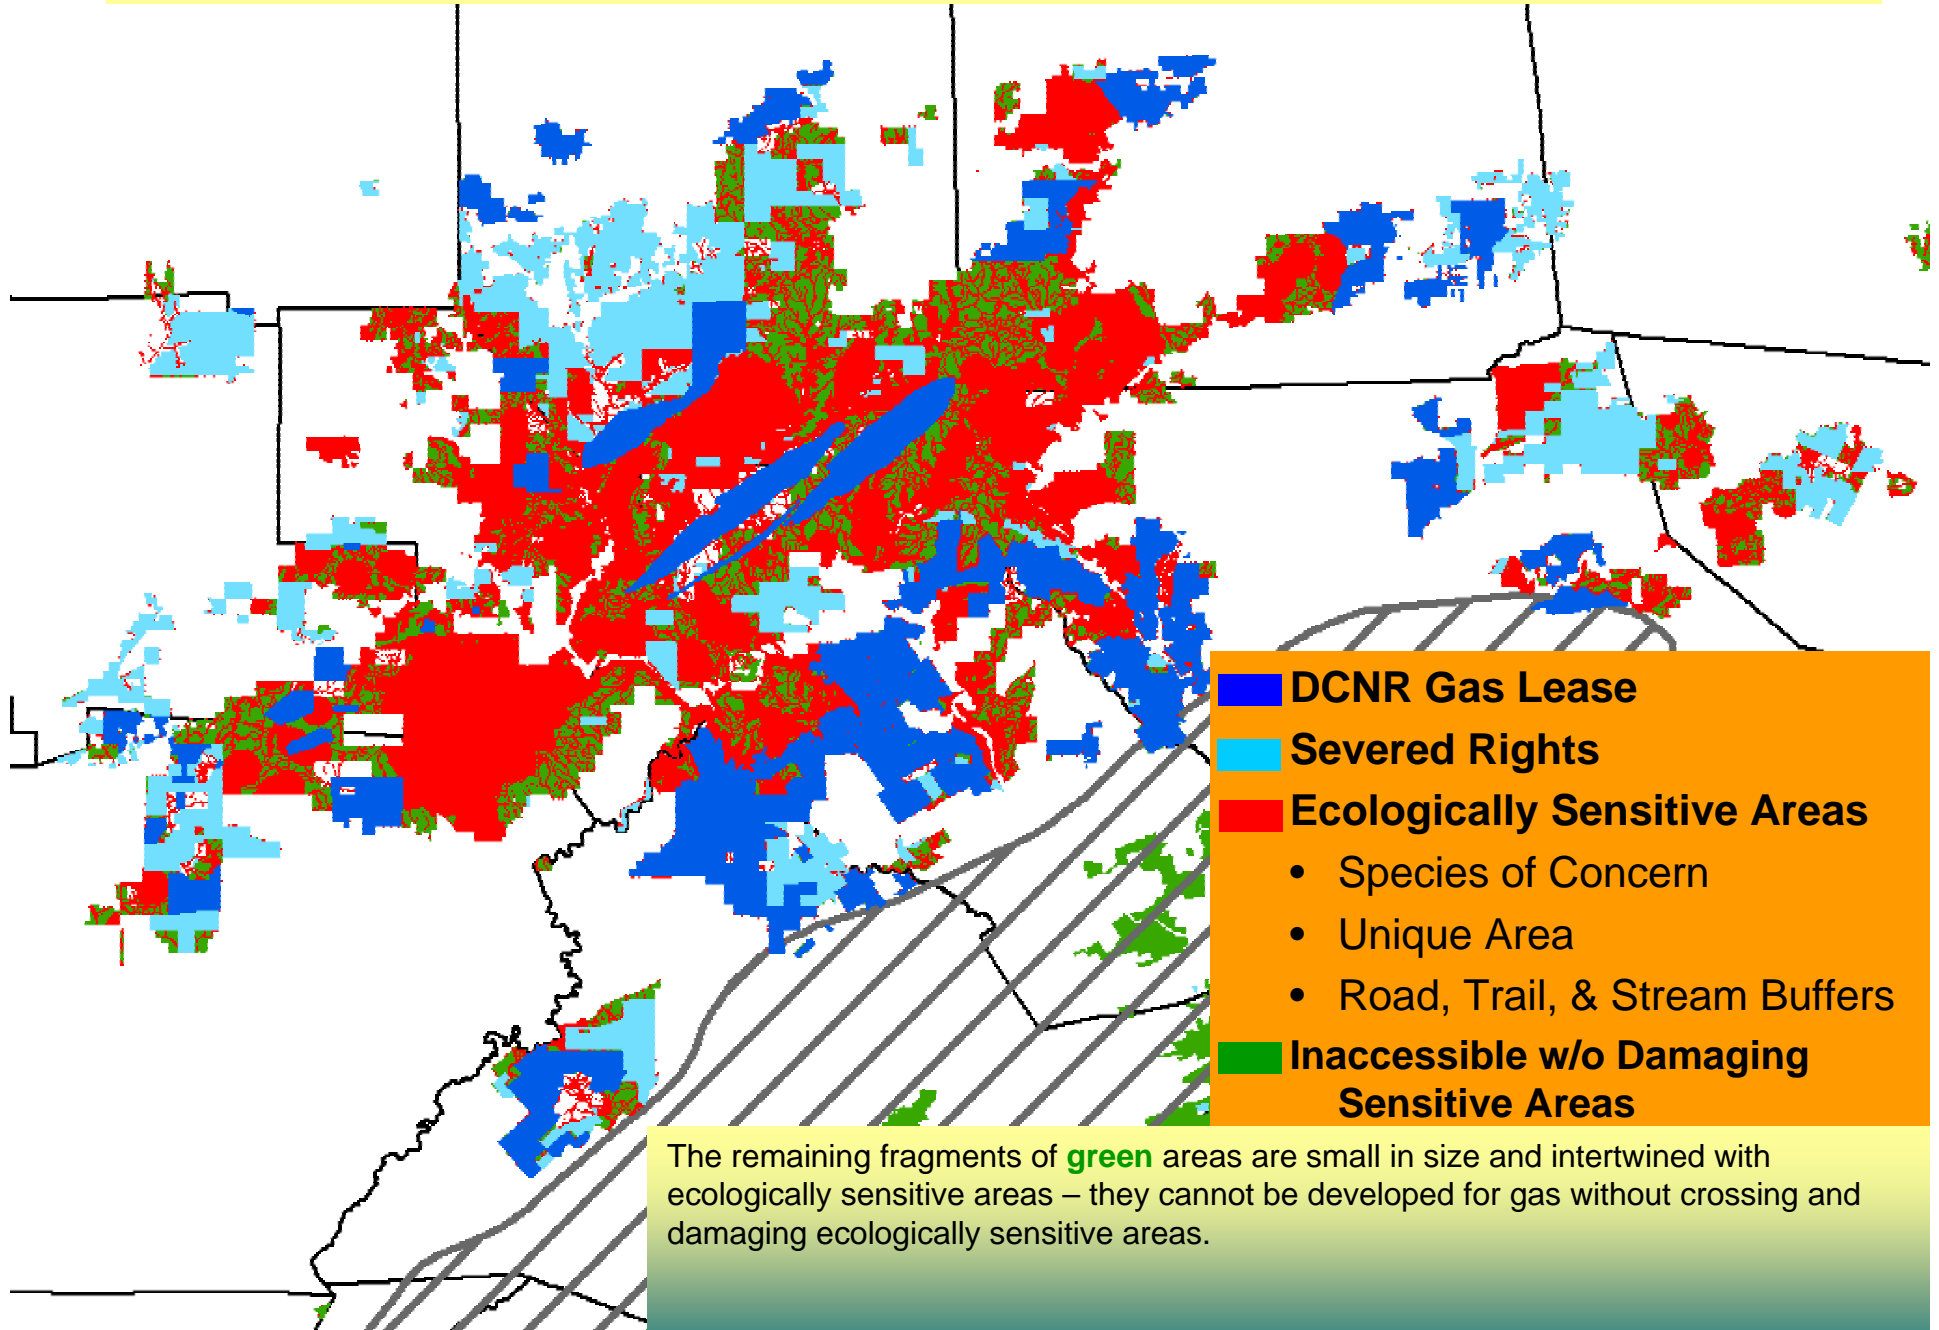 DCNR Gas Lease
Severed Rights
Ecologically Sensitive Areas
• Species of Concern
• Unique Area
• Road, Trail, & Stream Buffers
Inaccessible w/o Damaging
Sensitive Areas
The remaining fragments of green areas are small in size and intertwined with
ecologically sensitive areas – they cannot be developed for gas without crossing and
damaging ecologically sensitive areas.